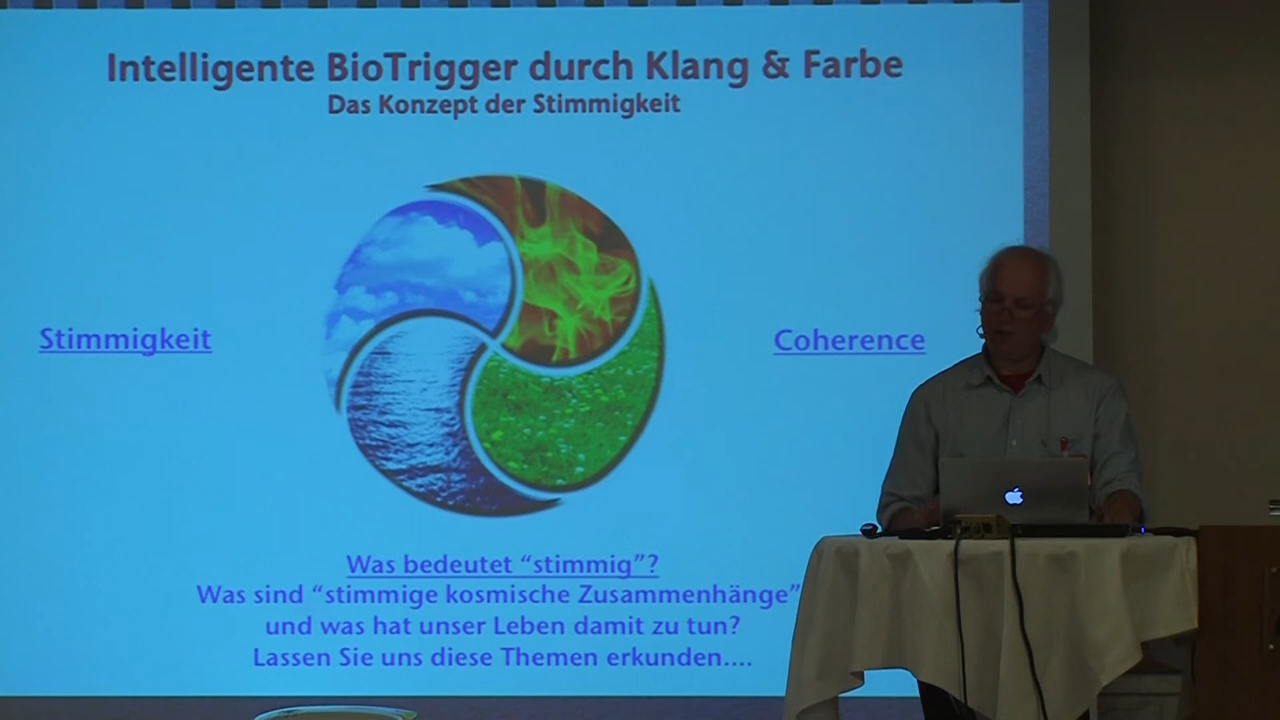 Intelligente BioTrigger durch Klang & Farbe
Das Konzept der Stimmigkeit
Stimmigkeit
Coherence
Was bedeutet “stimmig”?
Was sind “stimmige kosmische Zusammenhänge”
und was hat unser Leben damit zu tun?
Lassen Sie uns diese Themen erkunden....